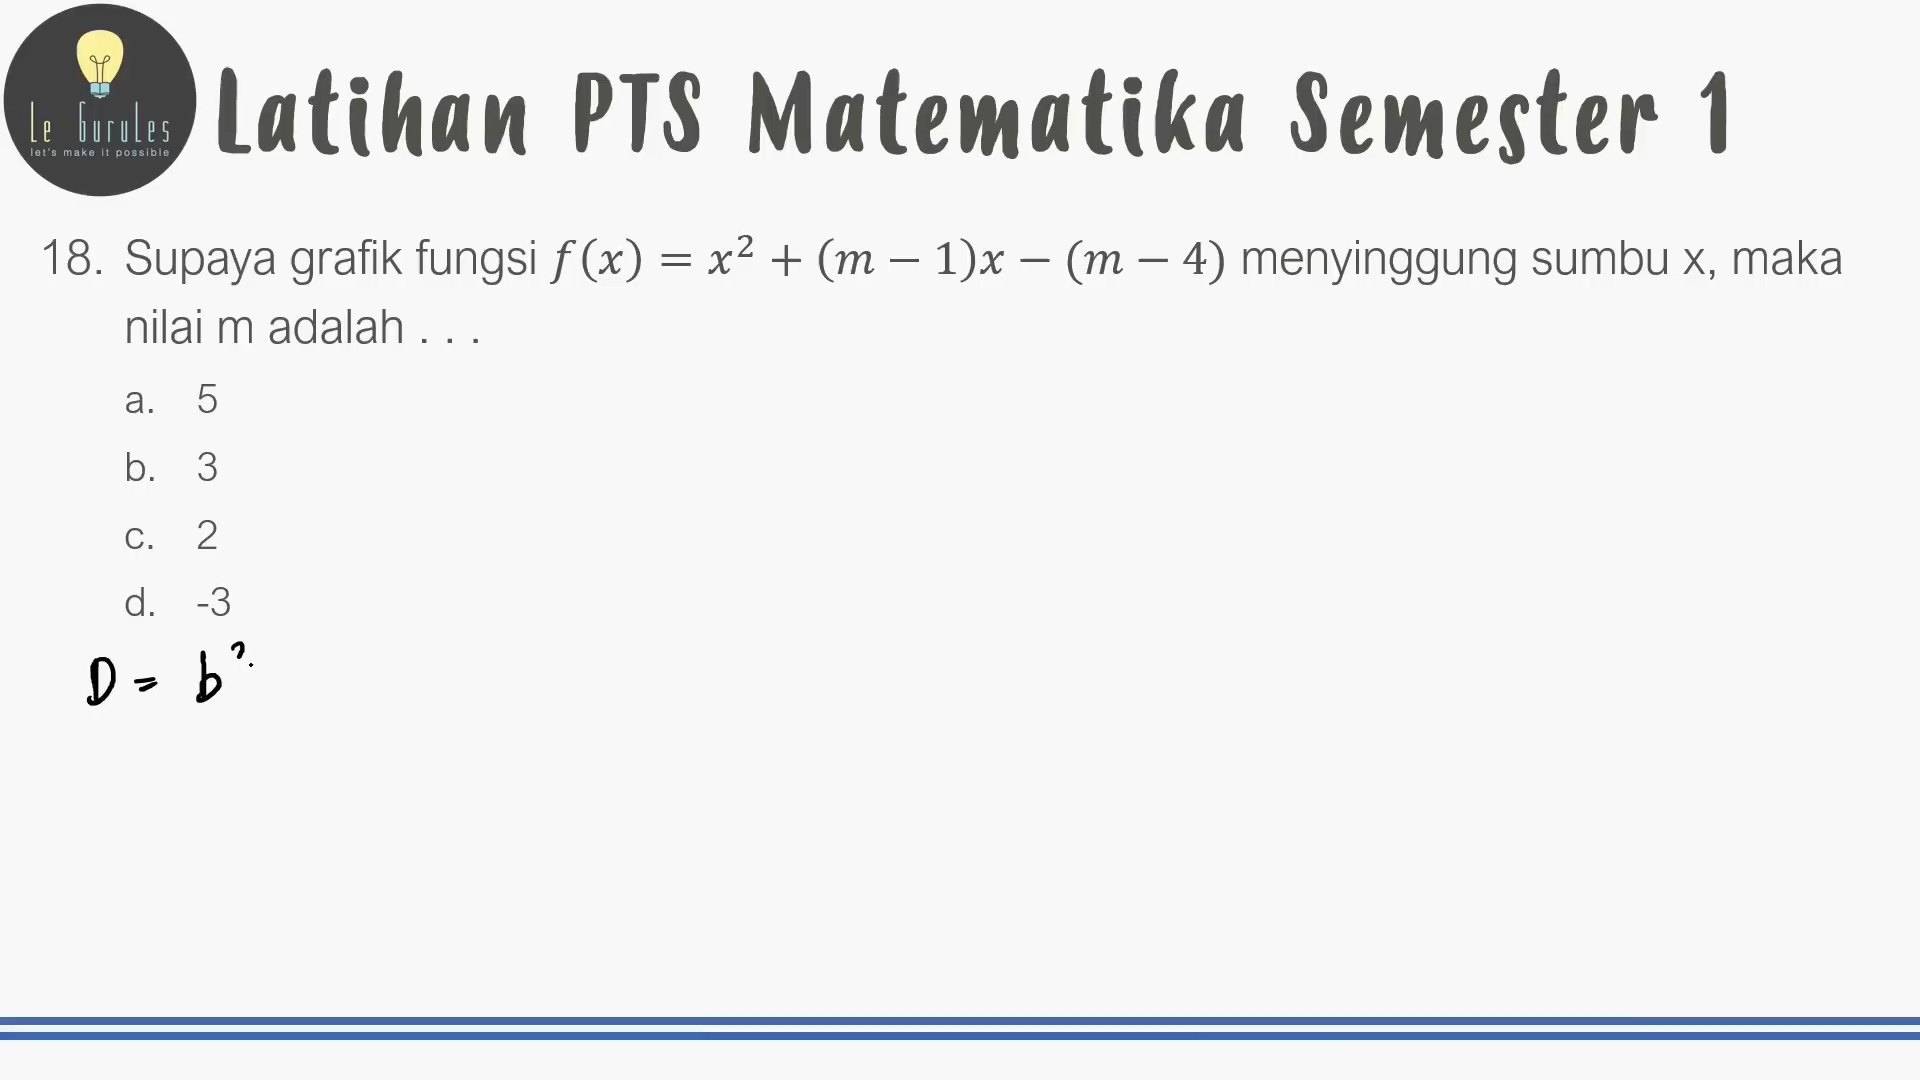 Le Gurules
let's make it possible
Latihan PTS Matematika Semester 1
18. Supaya grafik fungsi f(x) = x² + (m − 1)x − (m − 4) menyinggung sumbu x, maka
nilai m adalah . . .
a. 5
b. 3
c. 2
d. -3
D = b²